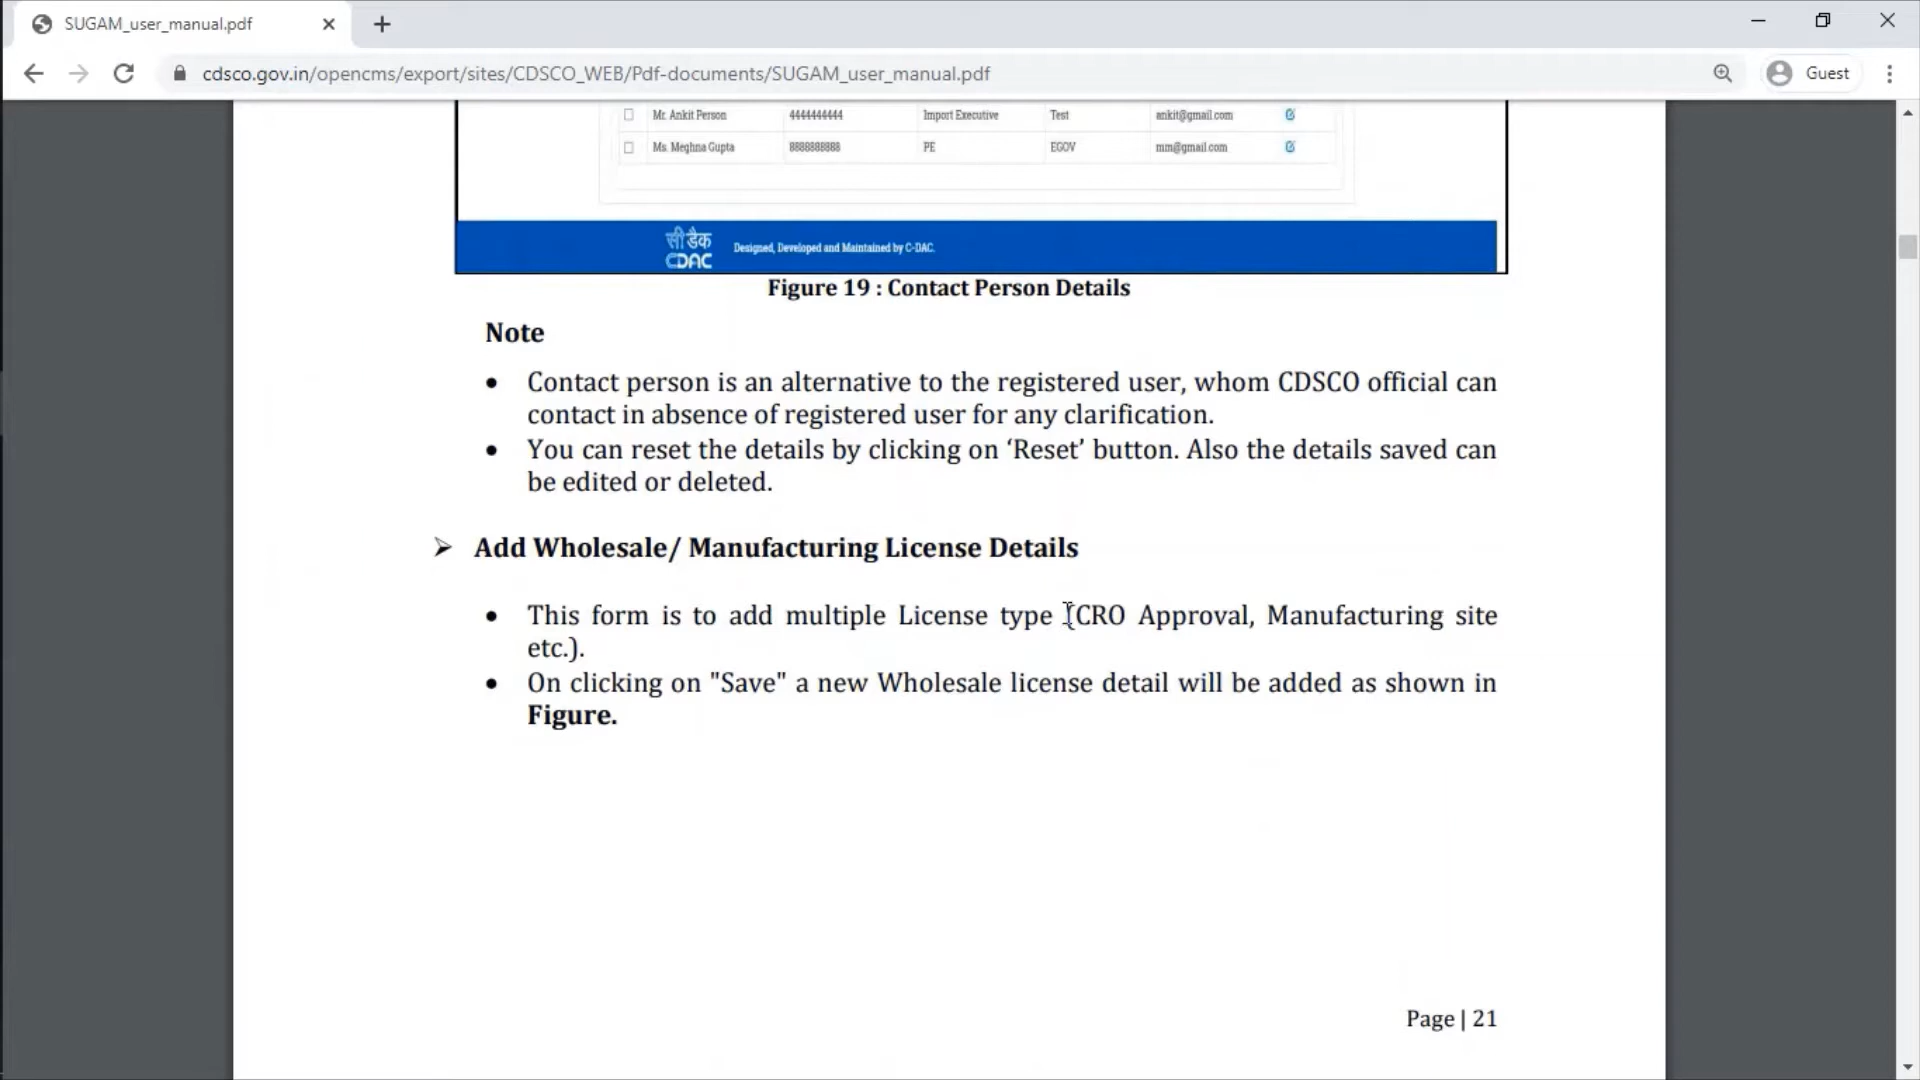 SUGAM_user_manual.pdf
cdsco.gov.in/opencms/export/sites/CDSCO_WEB/Pdf-documents/SUGAM_user_manual.pdf
Guest
Mr. Ankit Person 4444444444 Import Executive Test ankit@gmail.com
Ms. Meghna Gupta 8888888888 PE EGOV mm@gmail.com
सी डैक
CDAC
Designed, Developed and Maintained by C-DAC.
Figure 19 : Contact Person Details
Note
• Contact person is an alternative to the registered user, whom CDSCO official can
contact in absence of registered user for any clarification.
• You can reset the details by clicking on ‘Reset’ button. Also the details saved can
be edited or deleted.
➢ Add Wholesale/ Manufacturing License Details
• This form is to add multiple License type (CRO Approval, Manufacturing site
etc.).
• On clicking on "Save" a new Wholesale license detail will be added as shown in
Figure.
Page | 21